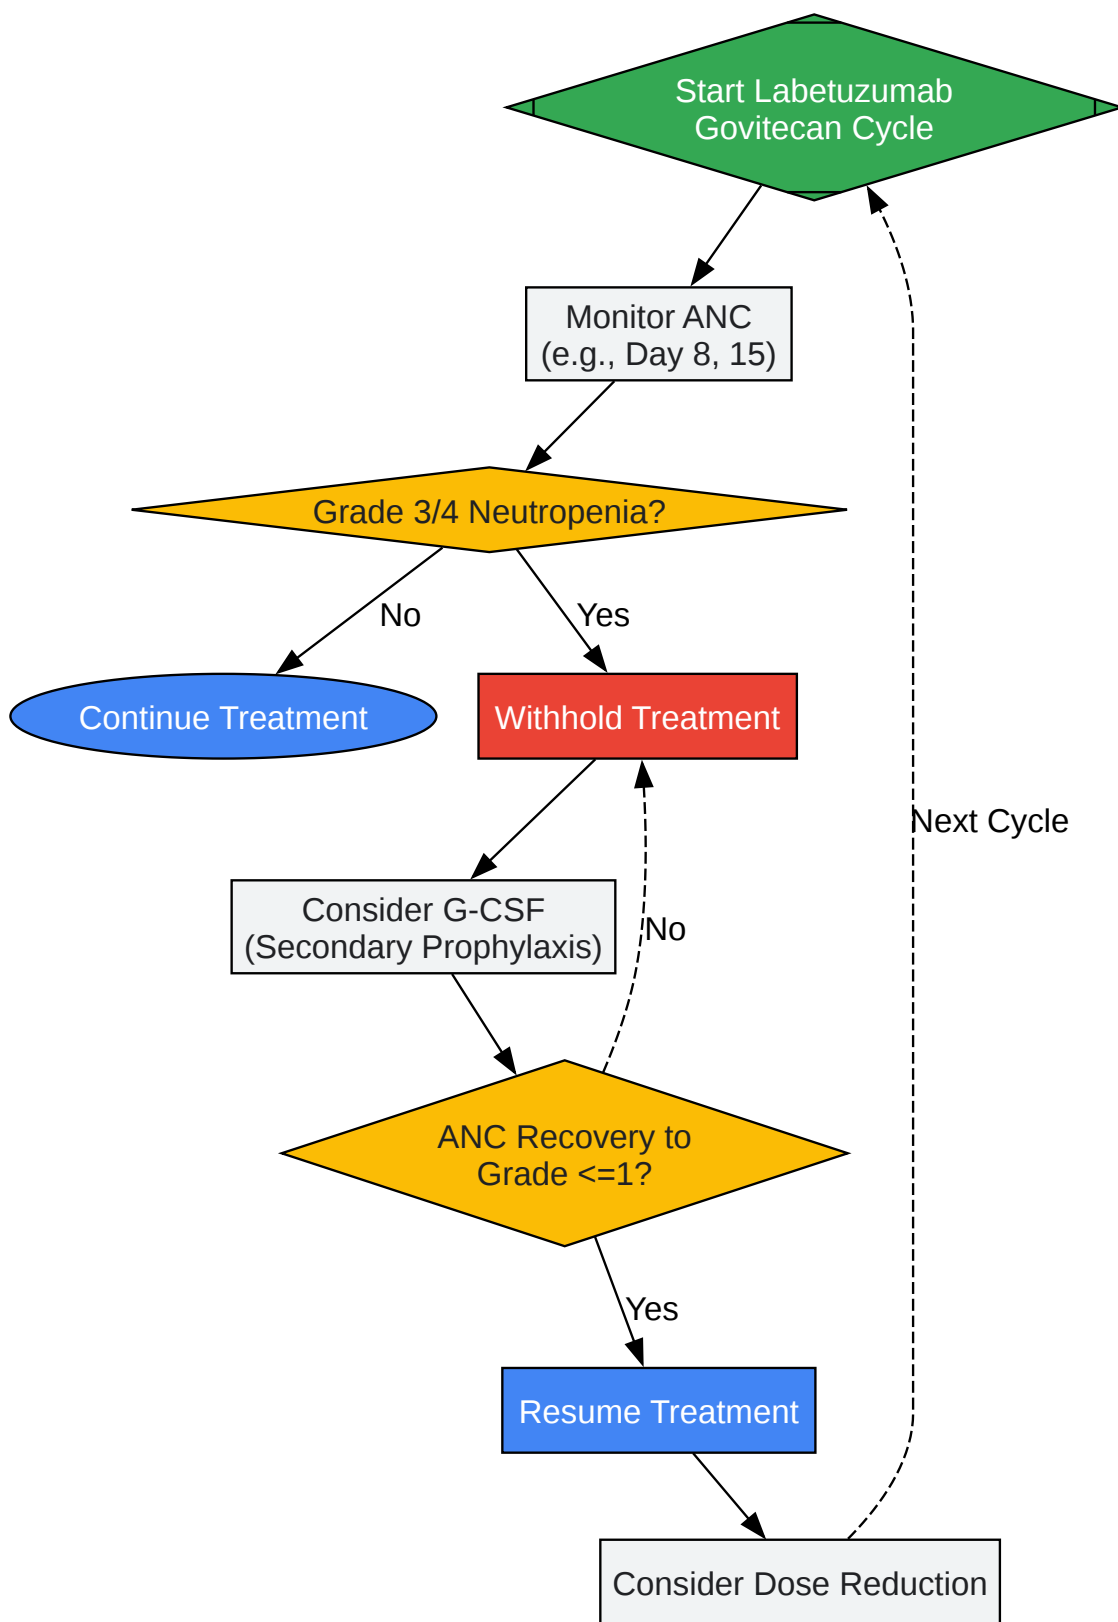 Start Labetuzumab
Govitecan Cycle
Monitor ANC
(e.g., Day 8, 15)
Grade 3/4 Neutropenia?
No
Yes
Continue Treatment
Withhold Treatment
Next Cycle
Consider G-CSF
(Secondary Prophylaxis)
No
ANC Recovery to
Grade <=1?
Yes
Resume Treatment
Consider Dose Reduction